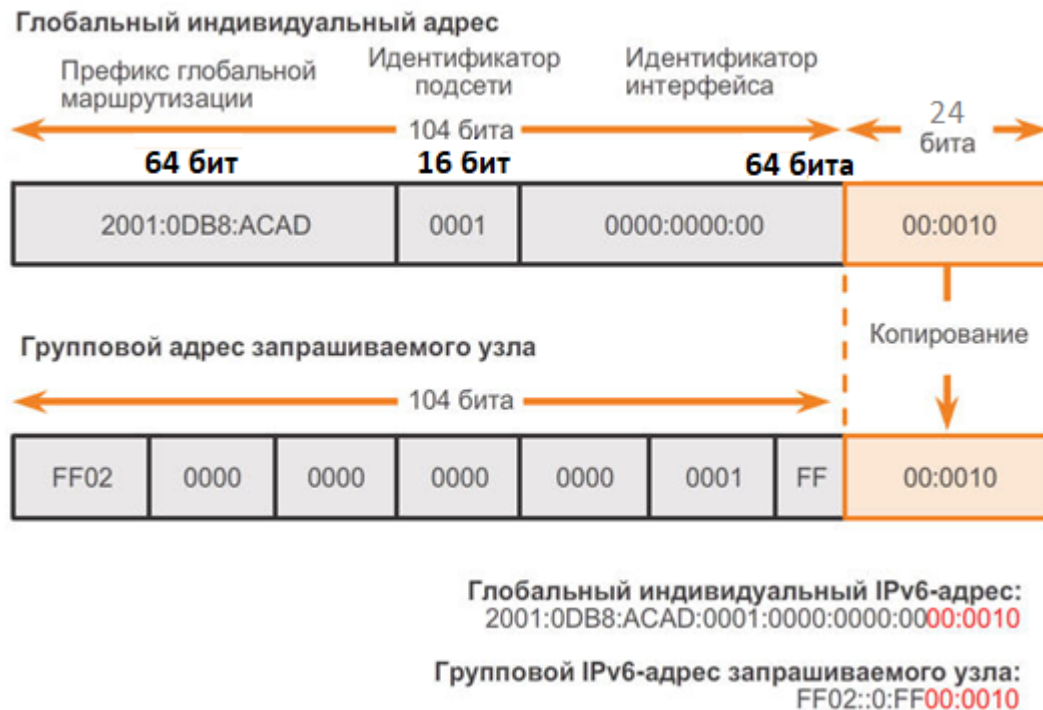 Глобальный индивидуальный адрес
Префикс глобальной
маршрутизации
Идентификатор
подсети
Идентификатор
интерфейса
104 бита
24
бита
64 бит
16 бит
64 бита
2001:0DB8:ACAD
0001
0000:0000:00
00:0010
Групповой адрес запрашиваемого узла
Копирование
104 бита
FF02
0000
0000
0000
0000
0001
FF
00:0010
Глобальный индивидуальный IPv6-адрес:
2001:0DB8:ACAD:0001:0000:0000:0000:0010
Групповой IPv6-адрес запрашиваемого узла:
FF02::0:FF00:0010